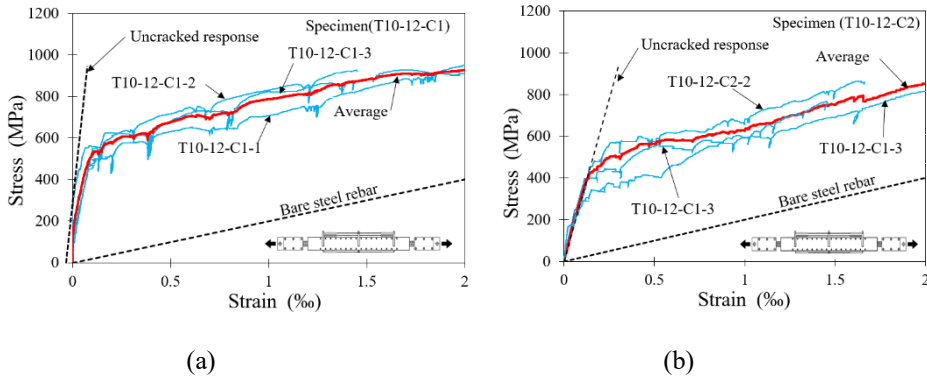 Specimen(T10-12-C1)
Uncracked response
T10-12-C1-3
T10-12-C1-2
Average
T10-12-C1-1
Bare steel rebar
1200
1000
800
600
400
200
0
Stress (MPa)
0
0.5
1
1.5
2
Strain (‰)
(a)
Specimen (T10-12-C2)
Uncracked response
Average
T10-12-C2-2
T10-12-C1-3
T10-12-C1-3
Bare steel rebar
1200
1000
800
600
400
200
0
Stress (MPa)
0
0.5
1
1.5
2
Strain (‰)
(b)